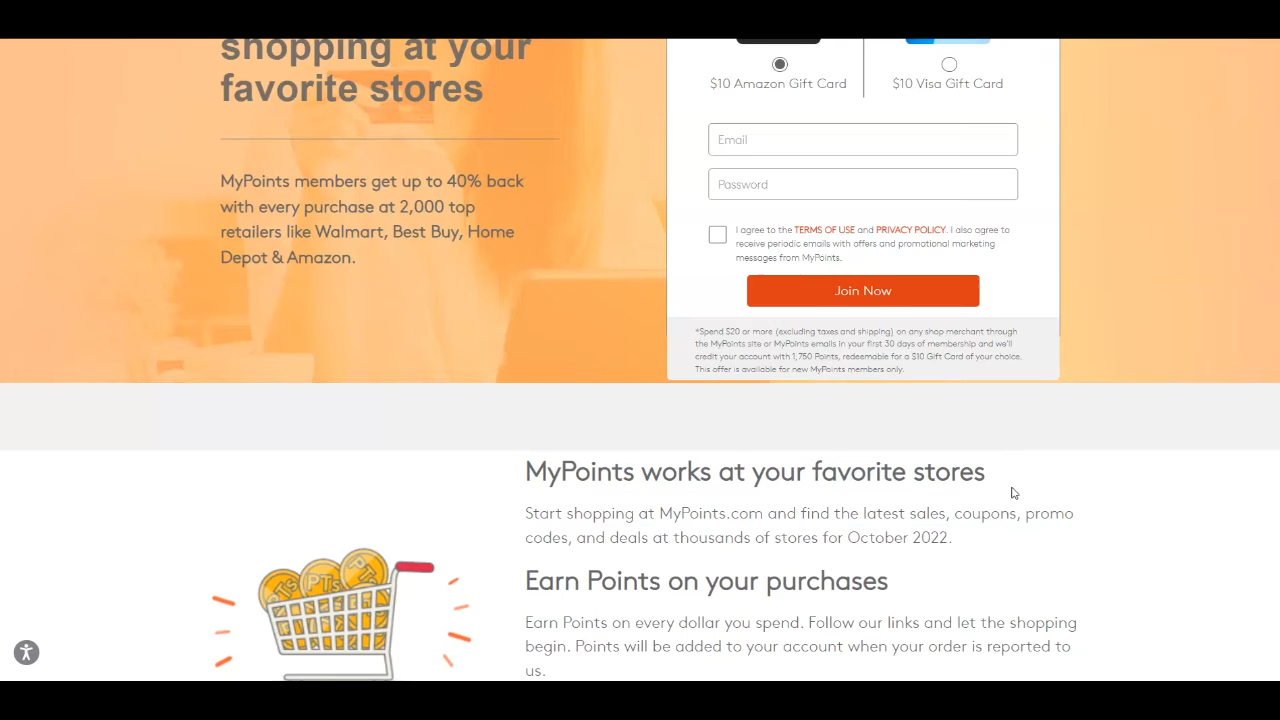 shopping at your
favorite stores
MyPoints members get up to 40% back
with every purchase at 2,000 top
retailers like Walmart, Best Buy, Home
Depot & Amazon.
$10 Amazon Gift Card
$10 Visa Gift Card
Email
Password
I agree to the TERMS OF USE and PRIVACY POLICY. I also agree to
receive periodic emails with offers and promotional marketing
messages from MyPoints.
Join Now
*Spend $20 or more (excluding taxes and shipping) on any shop merchant through
the MyPoints site or MyPoints emails in your first 30 days of membership and we'll
credit your account with 1,750 Points, redeemable for a $10 Gift Card of your choice.
This offer is available for new MyPoints members only.
MyPoints works at your favorite stores
Start shopping at MyPoints.com and find the latest sales, coupons, promo
codes, and deals at thousands of stores for October 2022.
Earn Points on your purchases
Earn Points on every dollar you spend. Follow our links and let the shopping
begin. Points will be added to your account when your order is reported to
us.
PTs PTs PTs